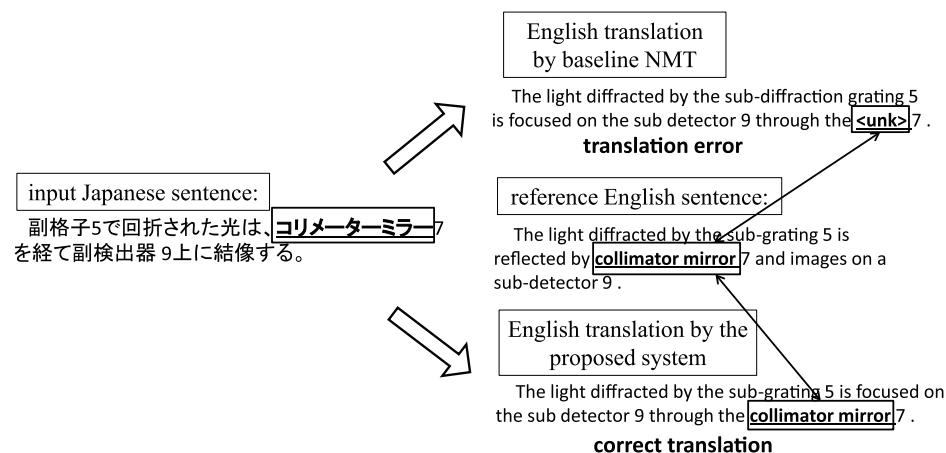 input Japanese sentence:
副格子5で回折された光は、コリメーターミラー7
を経て副検出器 9上に結像する。
English translation
by baseline NMT
The light diffracted by the sub-diffraction grating 5
is focused on the sub detector 9 through the <unk> 7 .
translation error
reference English sentence:
The light diffracted by the sub-grating 5 is
reflected by collimator mirror 7 and images on a
sub-detector 9 .
English translation by the
proposed system
The light diffracted by the sub-grating 5 is focused on
the sub detector 9 through the collimator mirror 7 .
correct translation